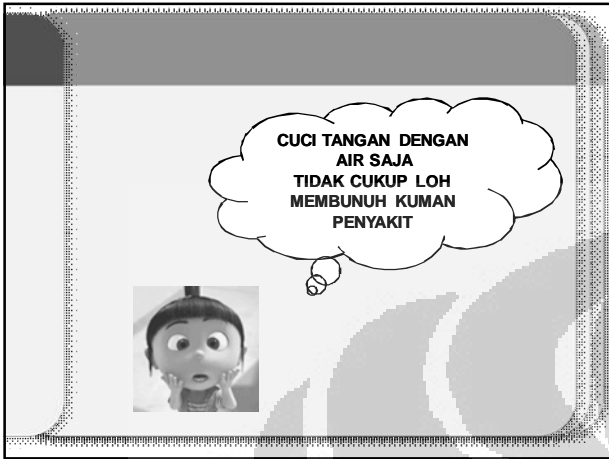 CUCI TANGAN DENGAN
AIR SAJA
TIDAK CUKUP LOH
MEMBUNUH KUMAN
PENYAKIT